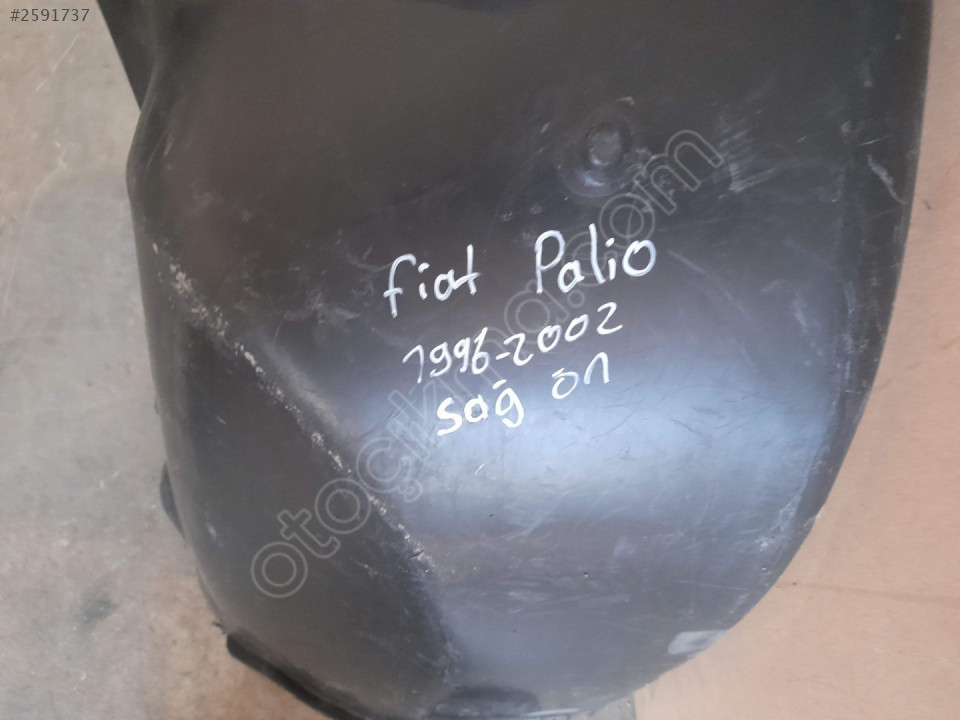 #2591737
fiat Palio
1996-2002
sağ ön
otoçıkma.com